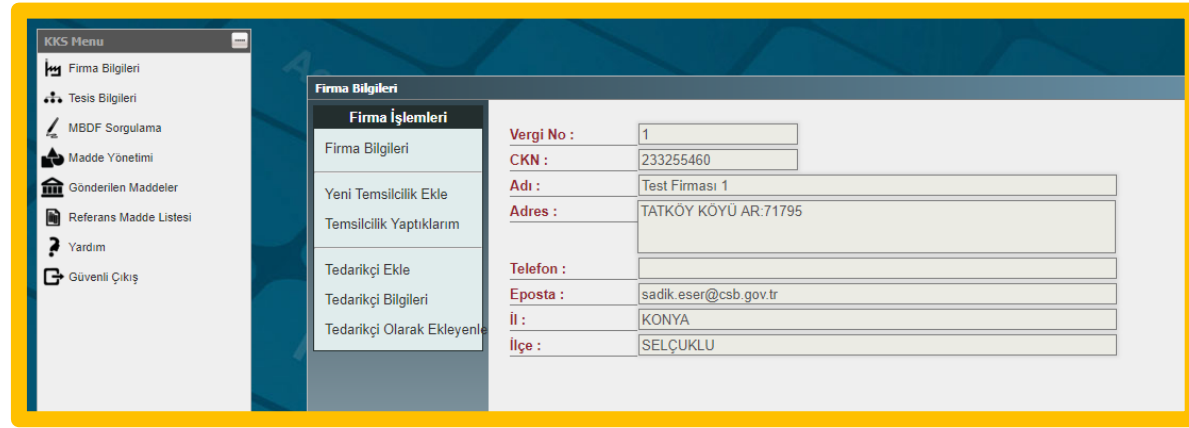 KKS Menu
Firma Bilgileri
Tesis Bilgileri
MBDF Sorgulama
Madde Yönetimi
Gönderilen Maddeler
Referans Madde Listesi
Yardım
Güvenli Çıkış
Firma Bilgileri
Firma İşlemleri
Firma Bilgileri
Yeni Temsilcilik Ekle
Temsilcilik Yaptıklarım
Tedarikçi Ekle
Tedarikçi Bilgileri
Tedarikçi Olarak Ekleyenle
Vergi No : 1
CKN : 233255460
Adı : Test Firması 1
Adres : TATKÖY KÖYÜ AR:71795
Telefon :
Eposta : sadik.eser@csb.gov.tr
İl : KONYA
İlçe : SELÇUKLU